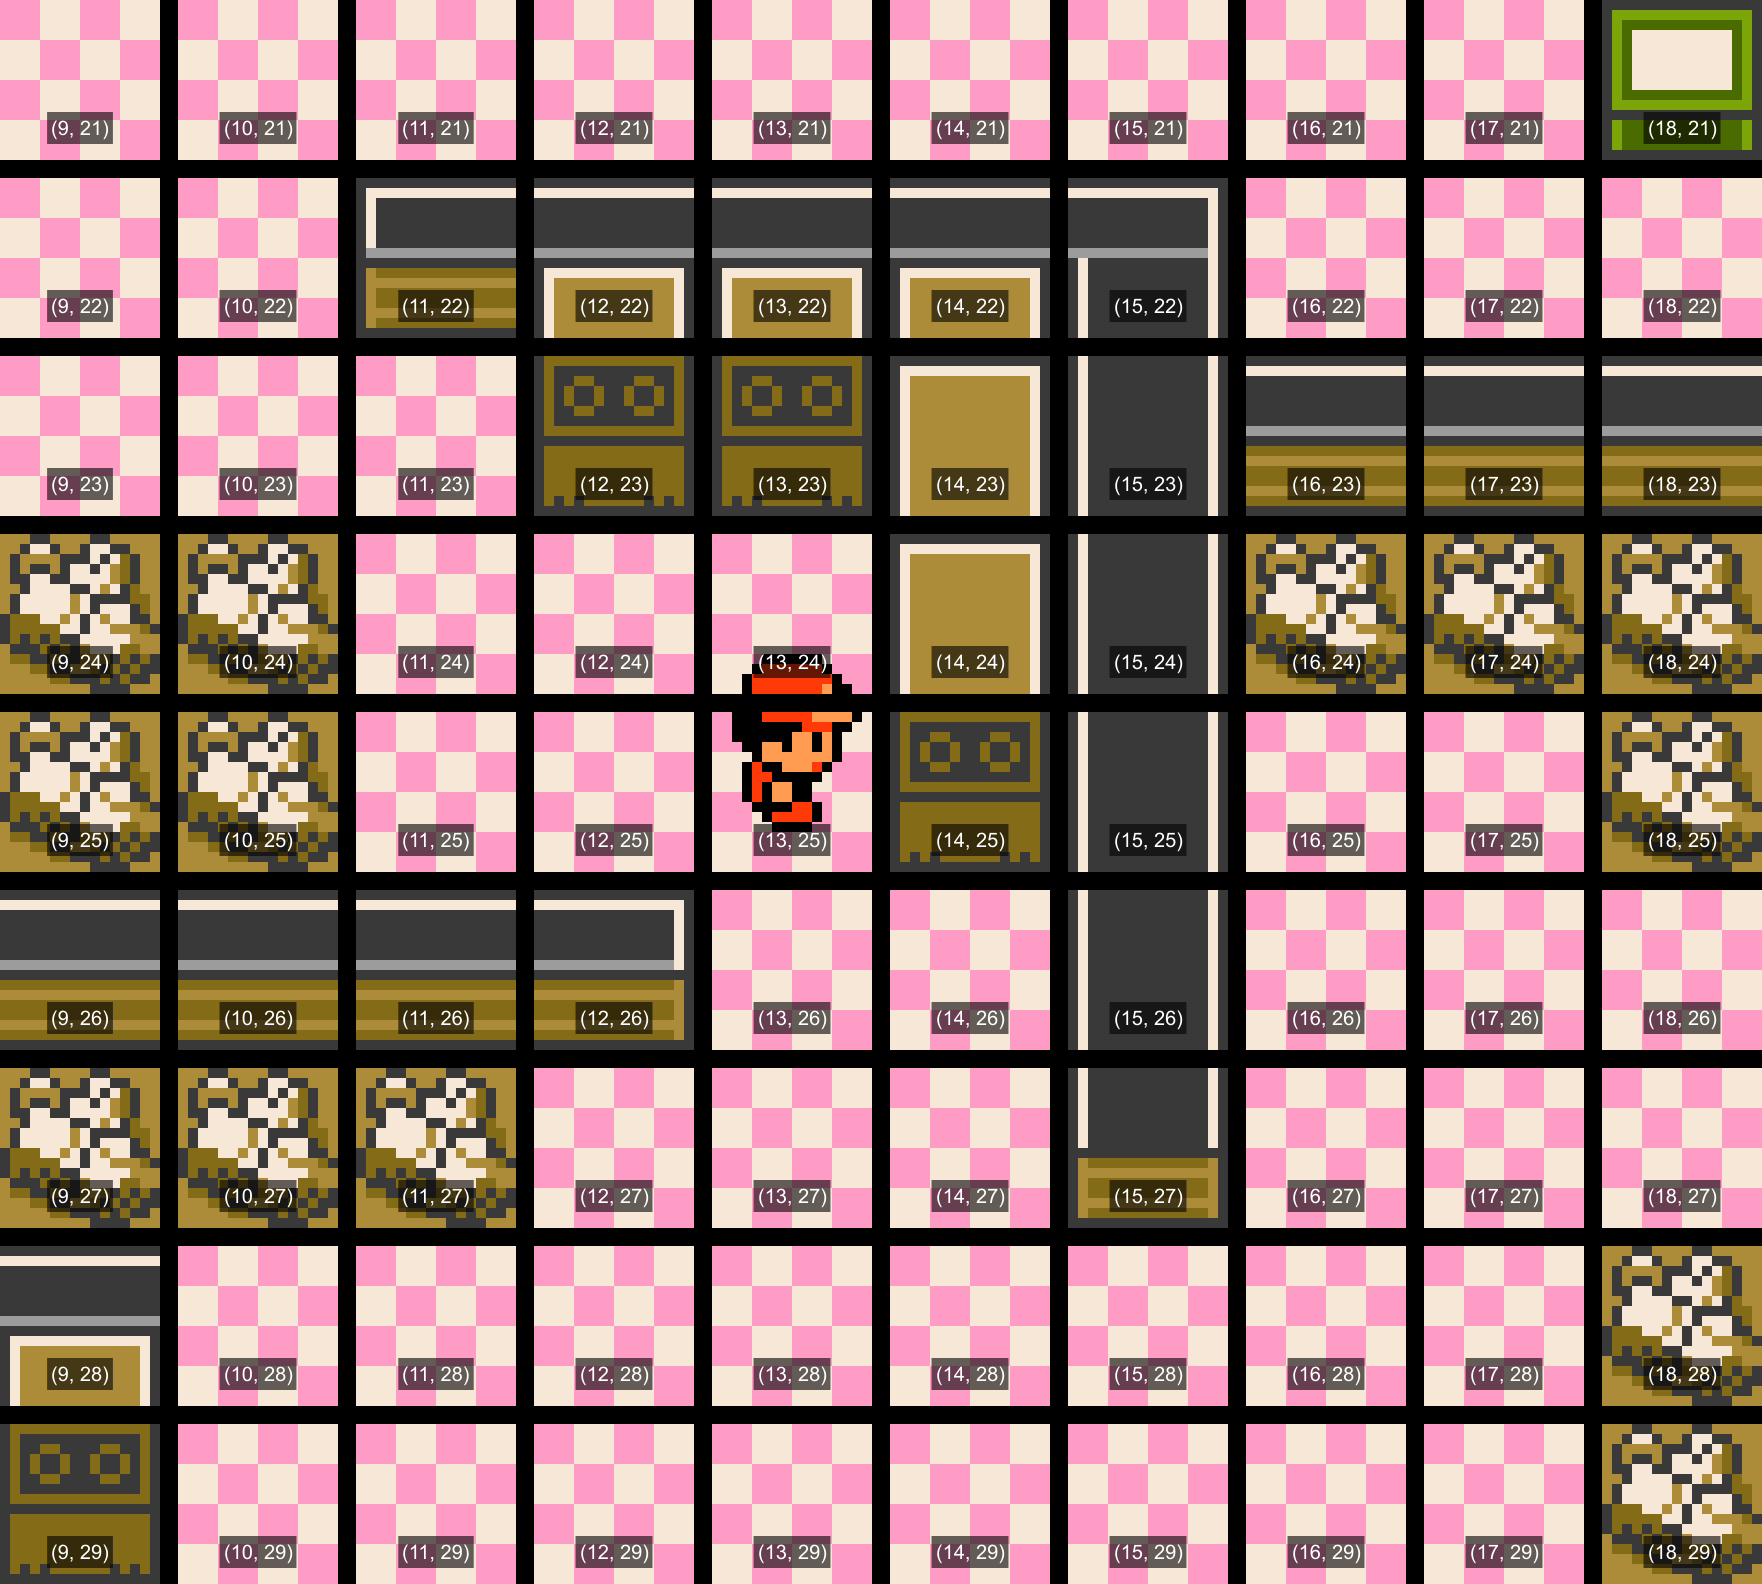 (9, 21) (10, 21) (11, 21) (12, 21) (13, 21) (14, 21) (15, 21) (16, 21) (17, 21) (18, 21)
(9, 22) (10, 22) (11, 22) (12, 22) (13, 22) (14, 22) (15, 22) (16, 22) (17, 22) (18, 22)
(9, 23) (10, 23) (11, 23) (12, 23) (13, 23) (14, 23) (15, 23) (16, 23) (17, 23) (18, 23)
(9, 24) (10, 24) (11, 24) (12, 24) (13, 24) (14, 24) (15, 24) (16, 24) (17, 24) (18, 24)
(9, 25) (10, 25) (11, 25) (12, 25) (13, 25) (14, 25) (15, 25) (16, 25) (17, 25) (18, 25)
(9, 26) (10, 26) (11, 26) (12, 26) (13, 26) (14, 26) (15, 26) (16, 26) (17, 26) (18, 26)
(9, 27) (10, 27) (11, 27) (12, 27) (13, 27) (14, 27) (15, 27) (16, 27) (17, 27) (18, 27)
(9, 28) (10, 28) (11, 28) (12, 28) (13, 28) (14, 28) (15, 28) (16, 28) (17, 28) (18, 28)
(9, 29) (10, 29) (11, 29) (12, 29) (13, 29) (14, 29) (15, 29) (16, 29) (17, 29) (18, 29)